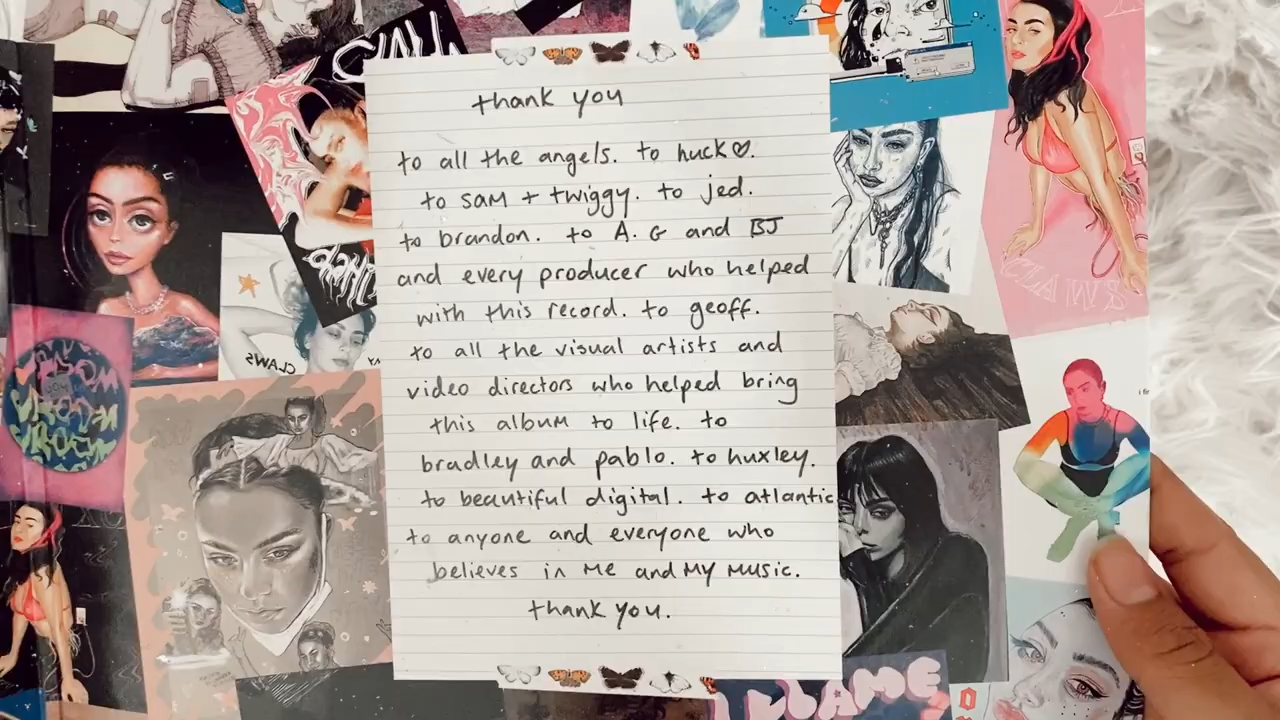 thank you
to all the angels. to huck♡.
to sam + twiggy. to jed.
to brandon. to A. G and BJ
and every producer who helped
with this record. to geoff.
to all the visual artists and
video directors who helped bring
this album to life. to
bradley and pablo. to huxley.
to beautiful digital. to atlantic
to anyone and everyone who
believes in me and my music.
thank you.
CLAWS
CLAWS